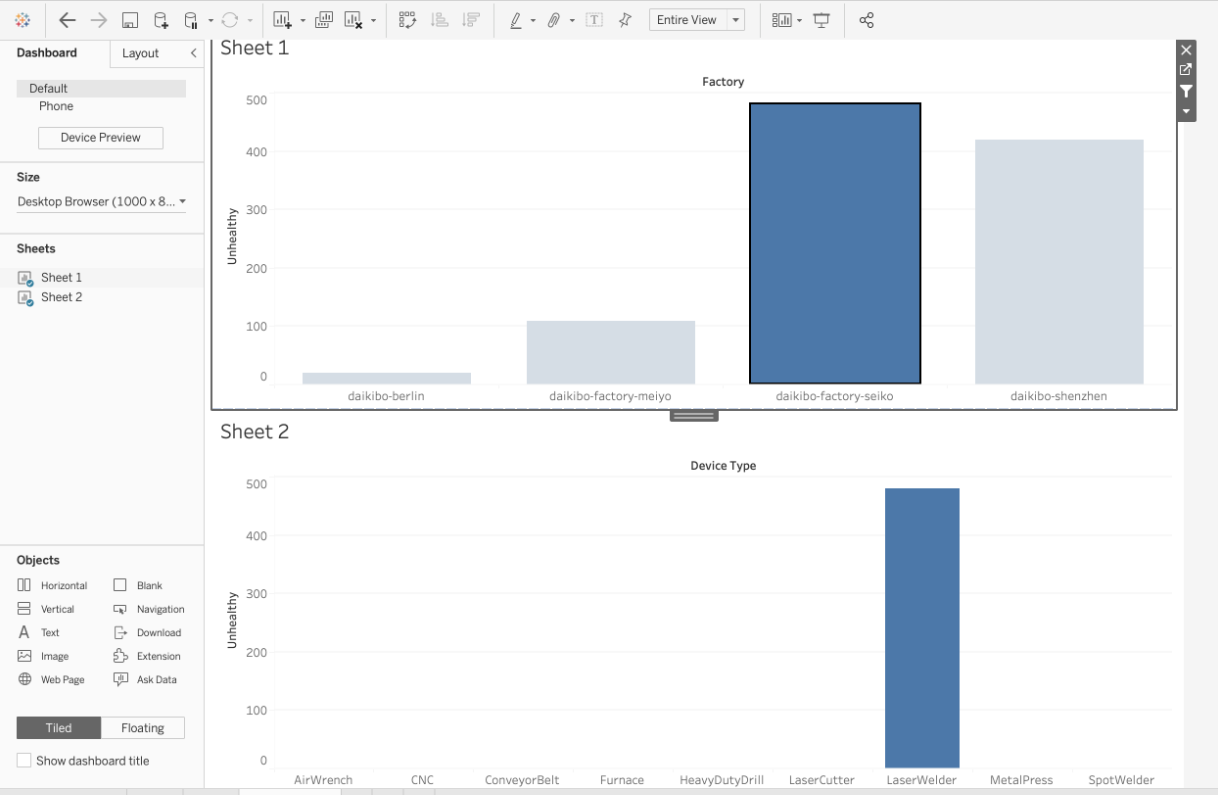 T
Entire View
Dashboard
Layout
Default
Phone
Device Preview
Size
Desktop Browser (1000 x 8...
Sheets
Sheet 1
Sheet 2
Objects
Horizontal
Blank
Vertical
Navigation
A
Text
Download
Image
Extension
Web Page
Ask Data
Tiled
Floating
Show dashboard title
Sheet 1
Factory
Unhealthy
500
400
300
200
100
0
daikibo-berlin
daikibo-factory-meiyo
daikibo-factory-seiko
daikibo-shenzhen
Sheet 2
Device Type
Unhealthy
500
400
300
200
100
0
AirWrench
CNC
ConveyorBelt
Furnace
HeavyDutyDrill
LaserCutter
LaserWelder
MetalPress
SpotWelder